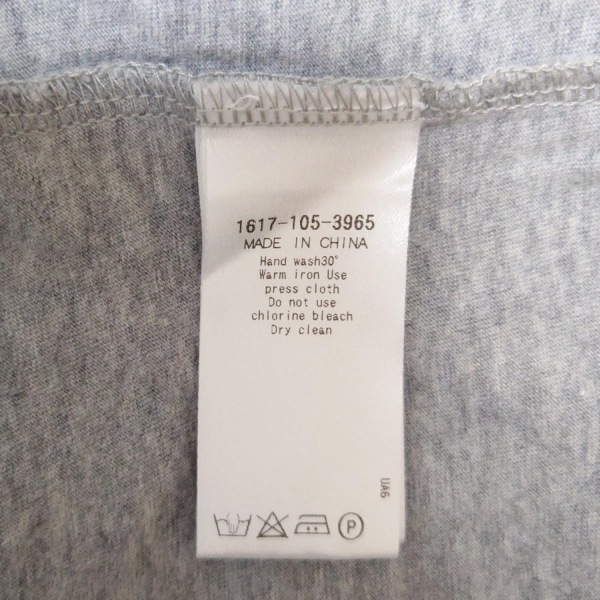 1617-105-3965
MADE IN CHINA
Hand wash30°
Warm iron Use
press cloth
Do not use
chlorine bleach
Dry clean
UA6
P